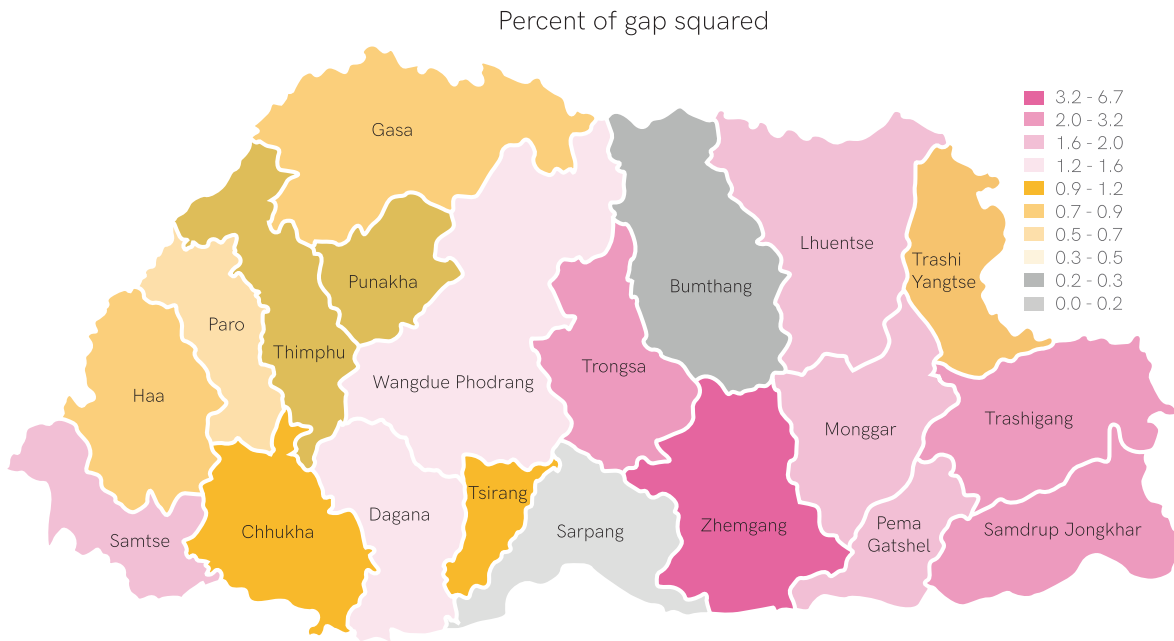 Percent of gap squared
3.2 - 6.7
2.0 - 3.2
1.6 - 2.0
1.2 - 1.6
0.9 - 1.2
0.7 - 0.9
0.5 - 0.7
0.3 - 0.5
0.2 - 0.3
0.0 - 0.2
Gasa
Lhuentse
Trashi
Yangtse
Punakha
Bumthang
Paro
Thimphu
Trongsa
Wangdue Phodrang
Haa
Trashigang
Monggar
Tsirang
Dagana
Chhukha
Sarpang
Zhemgang
Pema
Gatshel
Samdrup Jongkhar
Samtse